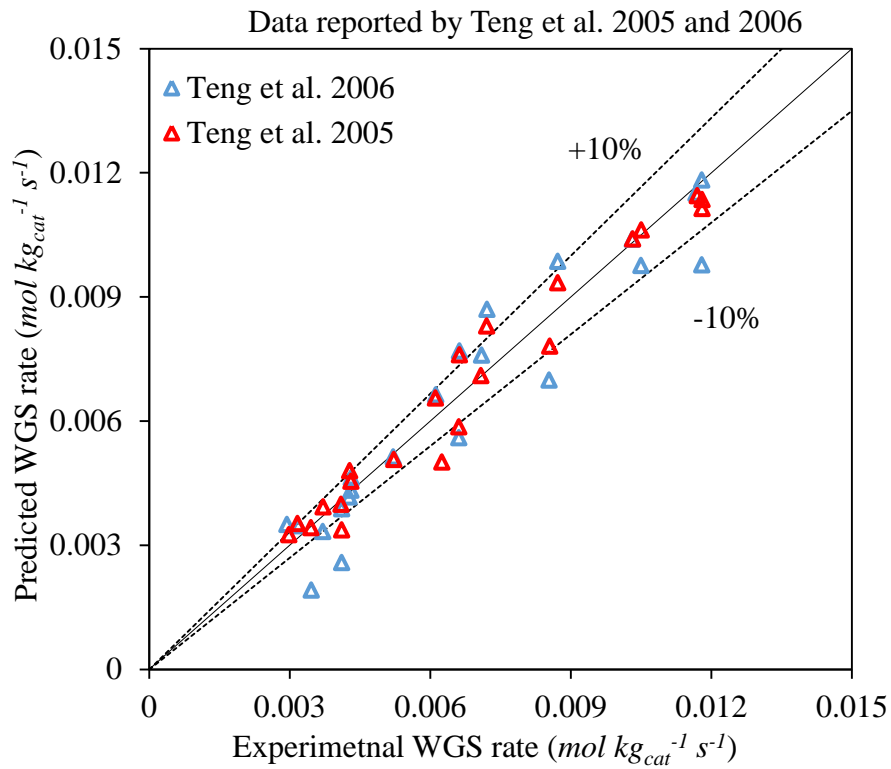 Data reported by Teng et al. 2005 and 2006
0.015
Teng et al. 2006
Teng et al. 2005
+10%
0.012
0.009
-10%
0.006
0.003
0
Predicted WGS rate (mol kg_cat^-1 s^-1)
0 0.003 0.006 0.009 0.012 0.015
Experimetnal WGS rate (mol kg_cat^-1 s^-1)